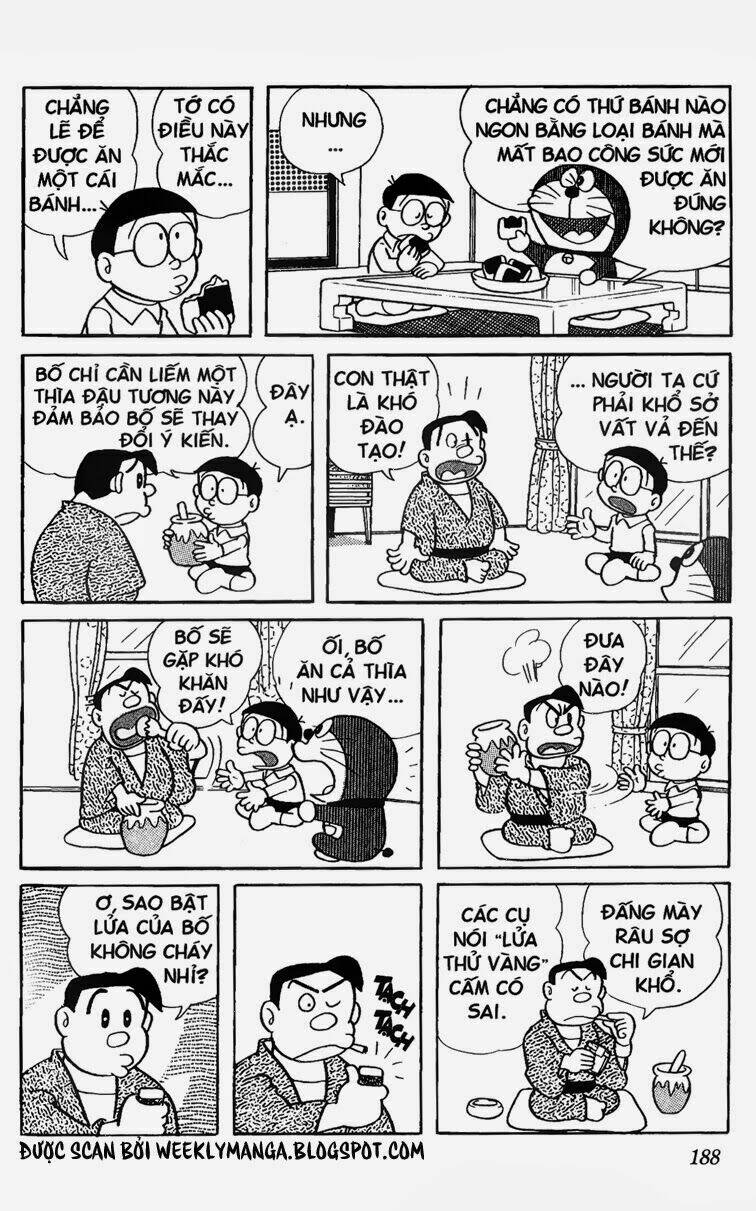 CHẲNG CÓ THỨ BÁNH NÀO
NGON BẰNG LOẠI BÁNH MÀ
MẤT BAO CÔNG SỨC MỚI
ĐƯỢC ĂN
ĐÚNG
KHÔNG?
NHƯNG
...
TỚ CÓ
ĐIỀU NÀY
THẮC
MẮC...
CHẲNG
LẼ ĐỂ
ĐƯỢC ĂN
MỘT CÁI
BÁNH...
... NGƯỜI TA CỨ
PHẢI KHỔ SỞ
VẤT VẢ ĐẾN
THẾ?
CON THẬT
LÀ KHÓ
ĐÀO
TẠO!
ĐÂY
Ạ.
BỐ CHỈ CẦN LIẾM MỘT
THÌA ĐẬU TƯƠNG NÀY,
ĐẢM BẢO BỐ SẼ THAY
ĐỔI Ý KIẾN.
ĐƯA
ĐÂY
NÀO!
ỐI, BỐ
ĂN CẢ THÌA
NHƯ VẬY...
BỐ SẼ
GẶP KHÓ
KHĂN
ĐẤY!
ĐẤNG MÀY
RÂU SỢ
CHI GIAN
KHỔ.
CÁC CỤ
NÓI “LỬA
THỬ VÀNG”
CẤM CÓ
SAI.
TẠCH
TẠCH
Ơ, SAO BẬT
LỬA CỦA BỐ
KHÔNG CHÁY
NHỈ?
ĐƯỢC SCAN BỞI WEEKLYMANGA.BLOGSPOT.COM
188